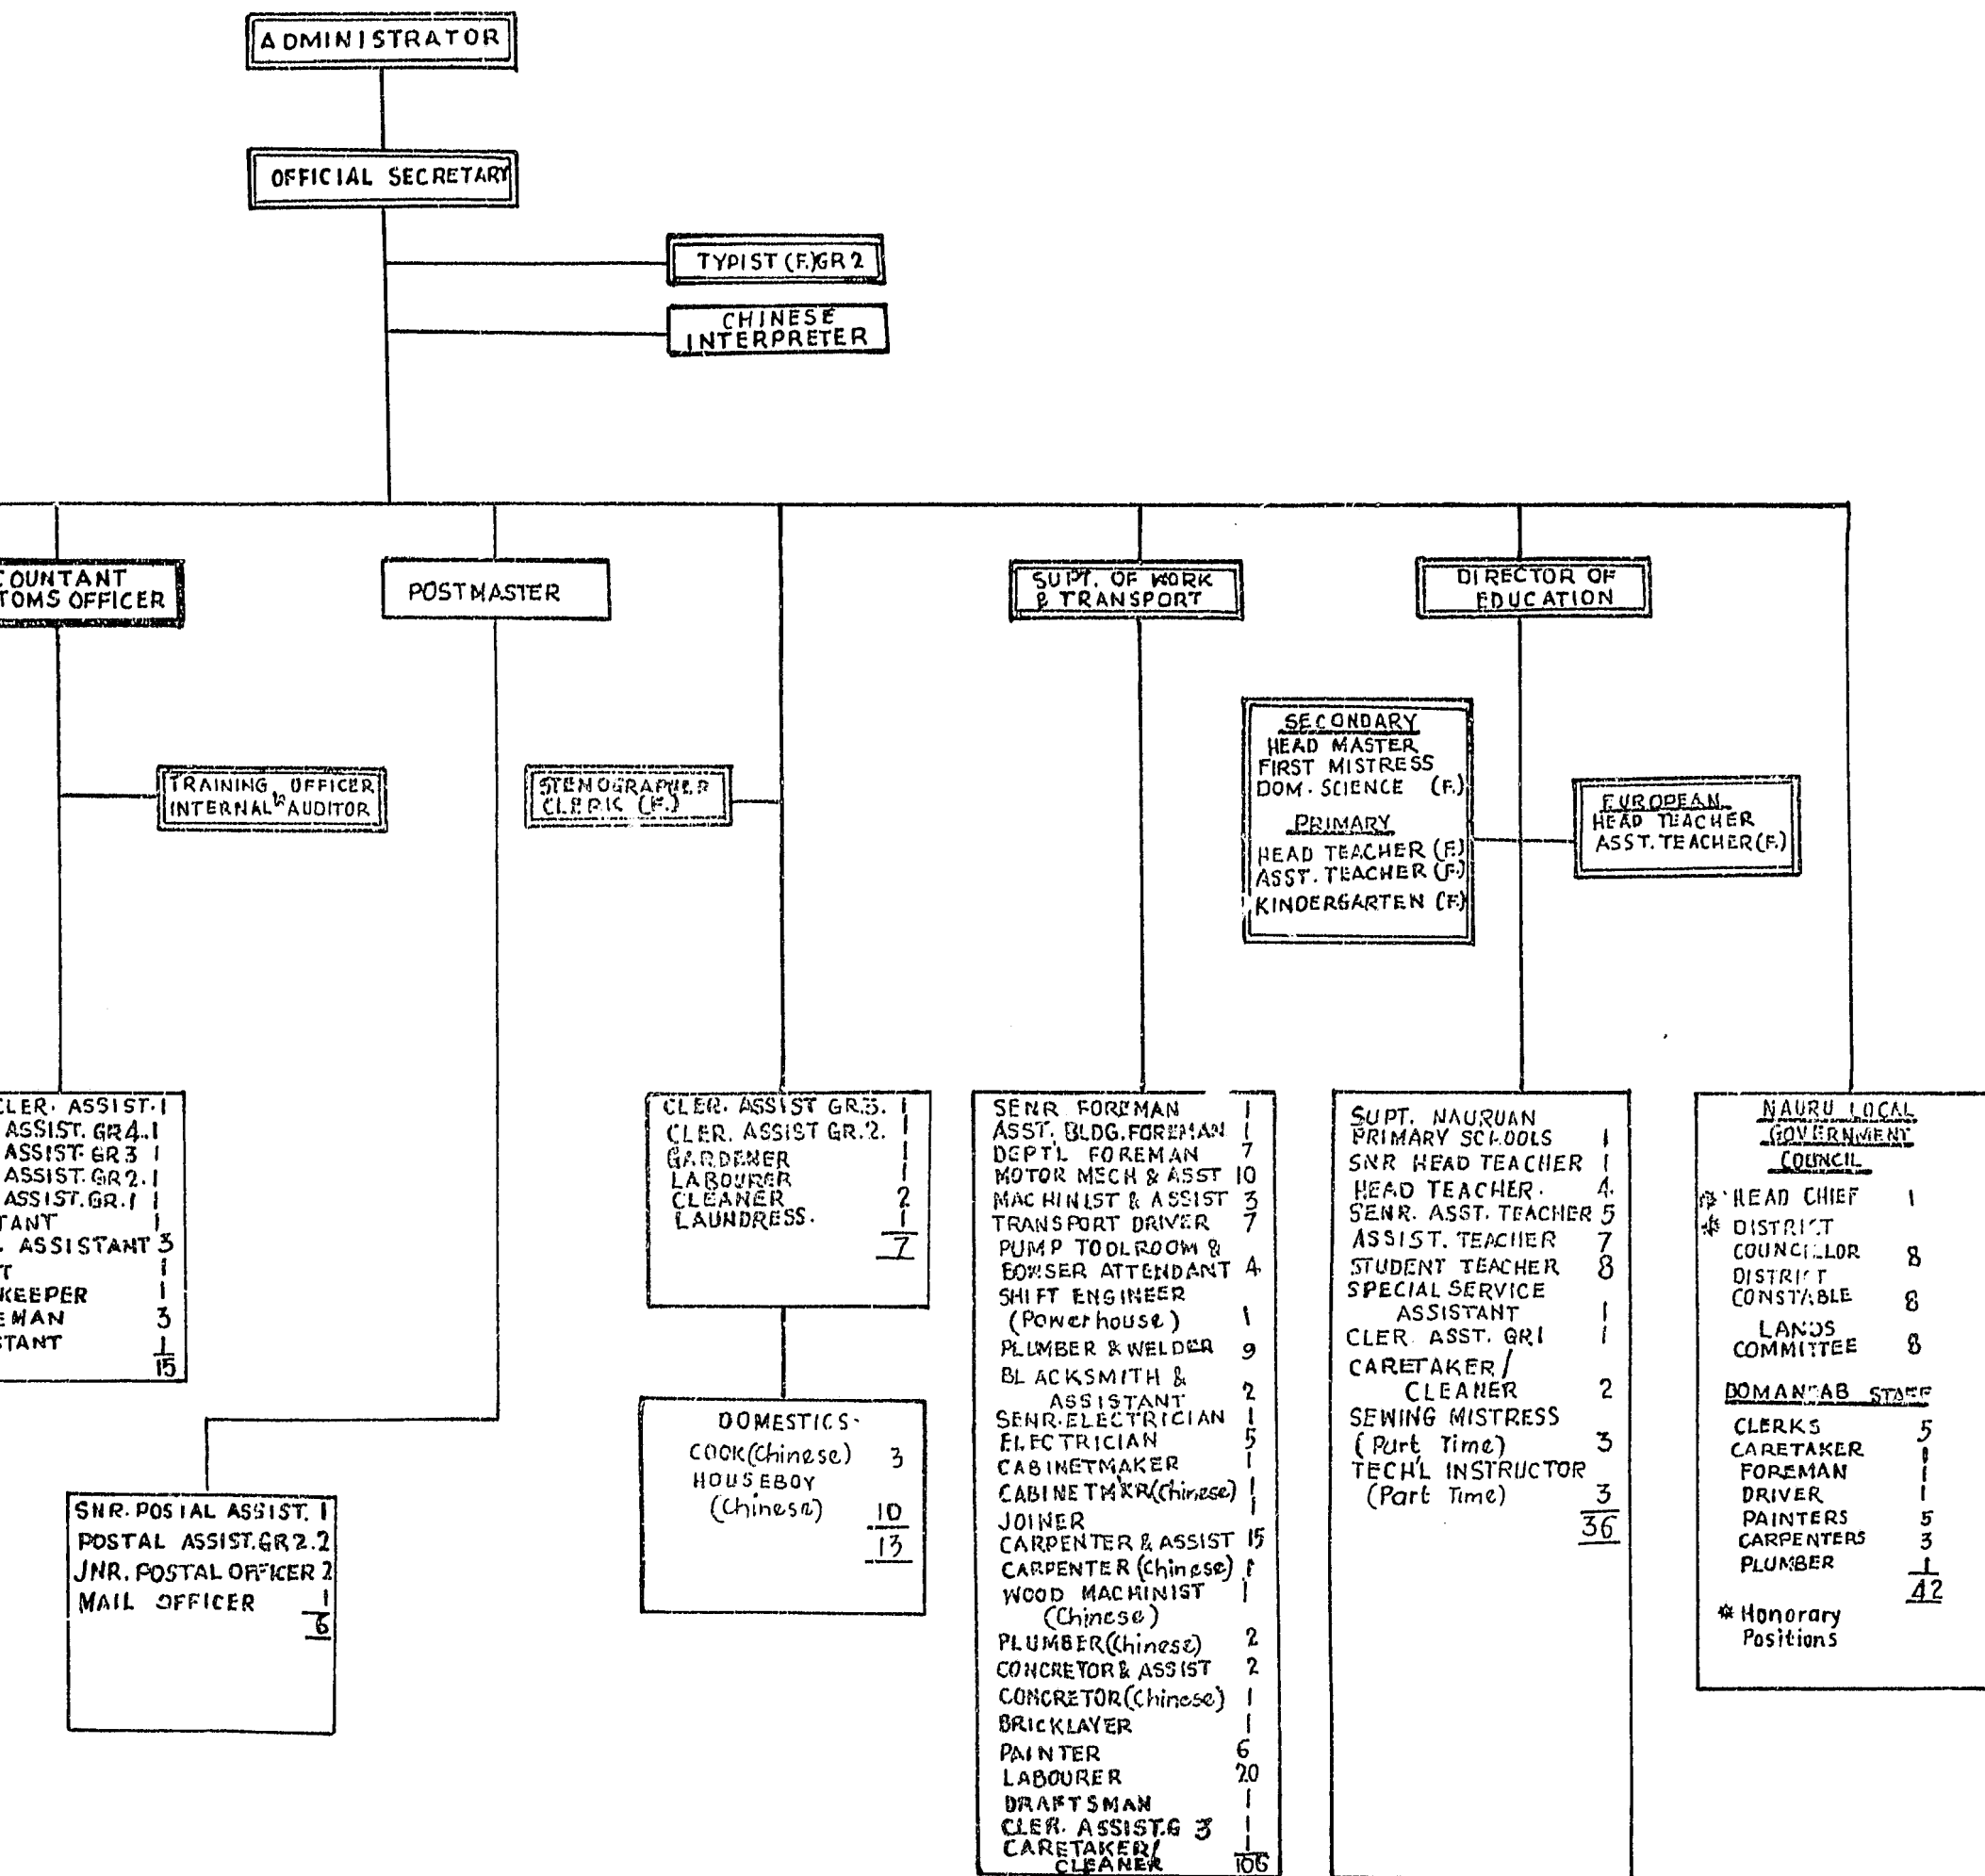 ADMINISTRATOR
OFFICIAL SECRETARY
TYPIST (F.) GR 2
CHINESE
INTERPRETER
COUNTANT
TOMS OFFICER
POSTMASTER
SUPT. OF WORK
& TRANSPORT
DIRECTOR OF
EDUCATION
TRAINING OFFICER
INTERNAL & AUDITOR
STENOGRAPHER
CLERK (F.)
SECONDARY
HEAD MASTER
FIRST MISTRESS
DOM. SCIENCE (F.)
PRIMARY
HEAD TEACHER (F.)
ASST. TEACHER (F.)
KINDERGARTEN (F.)
EUROPEAN
HEAD TEACHER
ASST. TEACHER (F.)
CLER. ASSIST. 1
ASSIST. GR4. 1
ASSIST. GR3 1
ASSIST. GR2. 1
ASSIST. GR.1 1
TANT 1
. ASSISTANT 3
T 1
KEEPER 1
EMAN 3
TANT 1
15
SNR. POSTAL ASSIST. 1
POSTAL ASSIST. GR2. 2
JNR. POSTAL OFFICER 2
MAIL OFFICER 1
6
CLER. ASSIST GR.3. 1
CLER. ASSIST GR.2. 1
GARDENER 1
LABOURER 1
CLEANER 2
LAUNDRESS. 1
7
DOMESTICS.
COOK (Chinese) 3
HOUSEBOY
(Chinese) 10
13
SENR FOREMAN 1
ASST. BLDG. FOREMAN 1
DEPT'L FOREMAN 7
MOTOR MECH & ASST 10
MACHINIST & ASSIST 3
TRANSPORT DRIVER 7
PUMP TOOLROOM &
BOWSER ATTENDANT 4
SHIFT ENGINEER
(Powerhouse) 1
PLUMBER & WELDER 9
BLACKSMITH &
ASSISTANT 2
SENR. ELECTRICIAN 1
ELECTRICIAN 5
CABINETMAKER 1
CABINETMKR (Chinese) 1
JOINER 1
CARPENTER & ASSIST 15
CARPENTER (Chinese) 1
WOOD MACHINIST 1
(Chinese)
PLUMBER (Chinese) 2
CONCRETOR & ASSIST 2
CONCRETOR (Chinese) 1
BRICKLAYER 1
PAINTER 6
LABOURER 20
DRAFTSMAN 1
CLER. ASSIST. G 3 1
CARETAKER/
CLEANER 1
106
SUPT. NAURUAN
PRIMARY SCHOOLS 1
SNR HEAD TEACHER 1
HEAD TEACHER. 4
SENR. ASST. TEACHER 5
ASSIST. TEACHER 7
STUDENT TEACHER 8
SPECIAL SERVICE
ASSISTANT 1
CLER. ASST. GR1 1
CARETAKER/
CLEANER 2
SEWING MISTRESS
(Part Time) 3
TECH'L INSTRUCTOR
(Part Time) 3
36
NAURU LOCAL
GOVERNMENT
COUNCIL
* HEAD CHIEF 1
* DISTRICT
COUNCILLOR 8
DISTRICT
CONSTABLE 8
LANDS
COMMITTEE 8
DOMANEAB STAFF
CLERKS 5
CARETAKER 1
FOREMAN 1
DRIVER 1
PAINTERS 5
CARPENTERS 3
PLUMBER 1
42
* Honorary
Positions